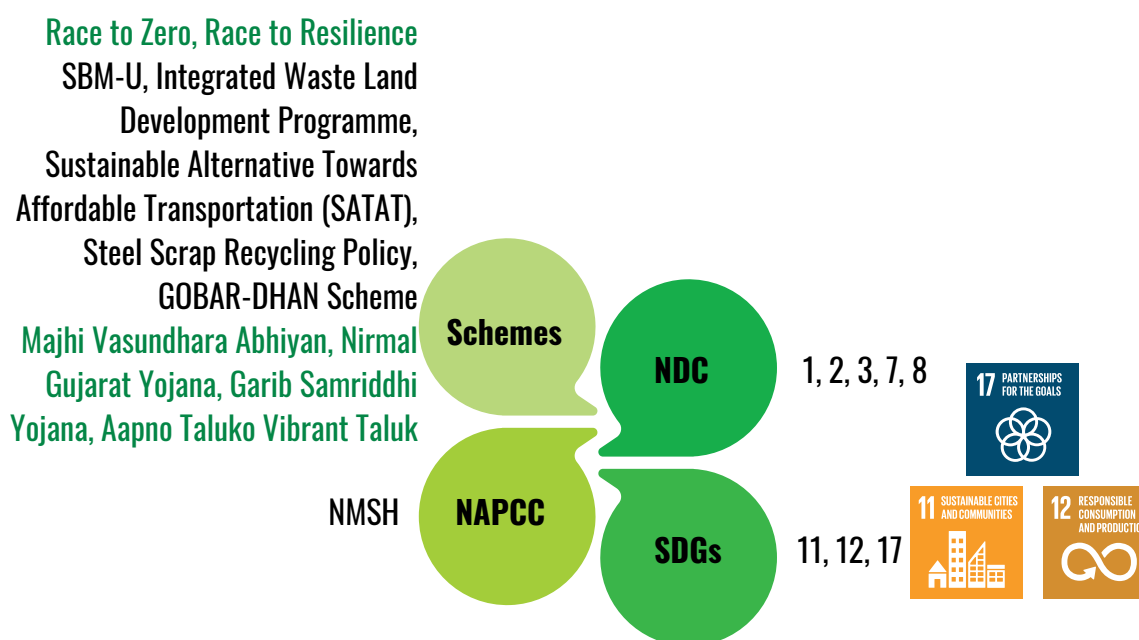 Race to Zero, Race to Resilience
SBM-U, Integrated Waste Land
Development Programme,
Sustainable Alternative Towards
Affordable Transportation (SATAT),
Steel Scrap Recycling Policy,
GOBAR-DHAN Scheme
Majhi Vasundhara Abhiyan, Nirmal
Gujarat Yojana, Garib Samriddhi
Yojana, Aapno Taluko Vibrant Taluk
Schemes
NDC
1, 2, 3, 7, 8
17 PARTNERSHIPS
FOR THE GOALS
NMSH
NAPCC
SDGs
11, 12, 17
11 SUSTAINABLE CITIES
AND COMMUNITIES
12 RESPONSIBLE
CONSUMPTION
AND PRODUCTIO